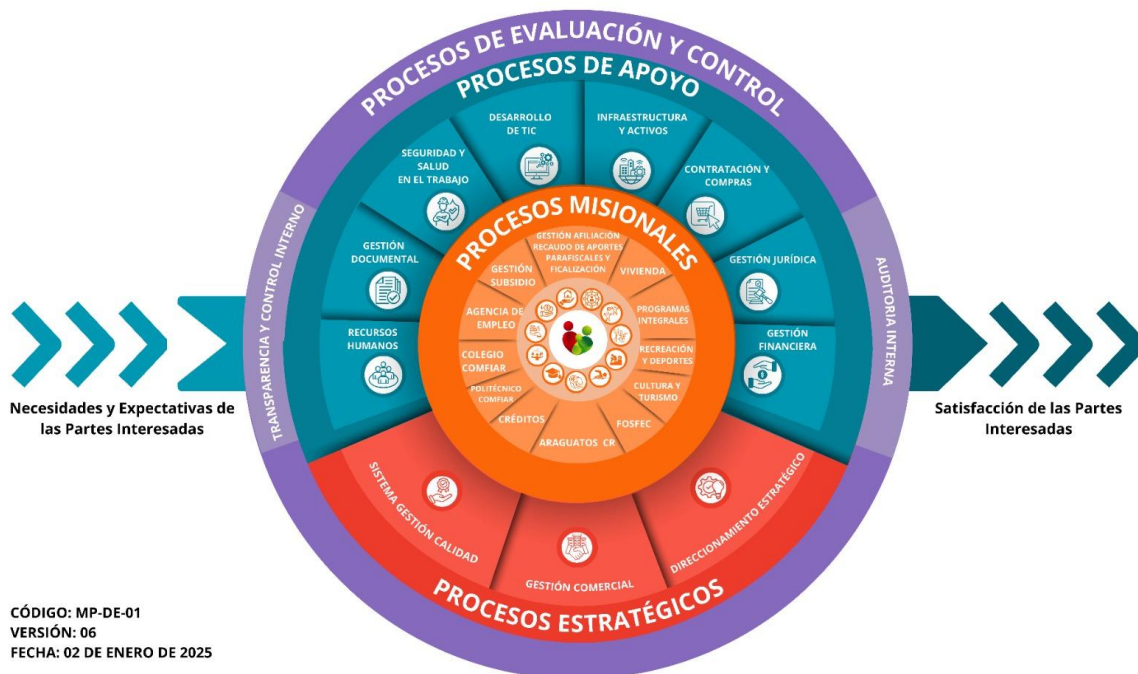 PROCESOS DE EVALUACIÓN Y CONTROL
PROCESOS DE APOYO
DESARROLLO
DE TIC
INFRAESTRUCTURA
Y ACTIVOS
SEGURIDAD Y
SALUD
EN EL TRABAJO
CONTRATACIÓN Y
COMPRAS
GESTIÓN
DOCUMENTAL
GESTIÓN JURÍDICA
RECURSOS
HUMANOS
GESTIÓN
FINANCIERA
TRANSPARENCIA Y CONTROL INTERNO
AUDITORIA INTERNA
PROCESOS MISIONALES
GESTIÓN AFILIACIÓN
RECAUDO DE APORTES
PARAFISCALES Y
FICALIZACIÓN
GESTIÓN
SUBSIDIO
VIVIENDA
AGENCIA DE
EMPLEO
PROGRAMAS
INTEGRALES
COLEGIO
COMFIAR
RECREACIÓN
Y DEPORTES
POLITÉCNICO
COMFIAR
CULTURA Y
TURISMO
CRÉDITOS
FOSFEC
ARAGUATOS CR
Necesidades y Expectativas de
las Partes Interesadas
Satisfacción de las Partes
Interesadas
SISTEMA GESTIÓN CALIDAD
GESTIÓN COMERCIAL
DIRECCIONAMIENTO ESTRATÉGICO
PROCESOS ESTRATÉGICOS
CÓDIGO: MP-DE-01
VERSIÓN: 06
FECHA: 02 DE ENERO DE 2025